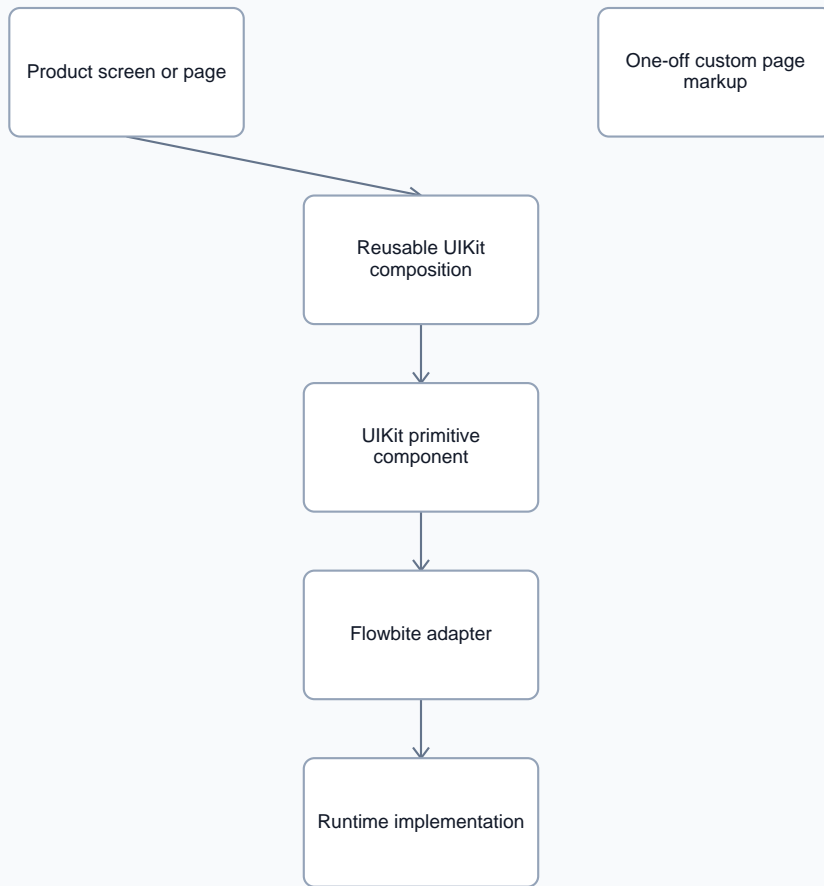 Product screen or page
One-off custom page
markup
Reusable UIKit
composition
UIKit primitive
component
Flowbite adapter
Runtime implementation